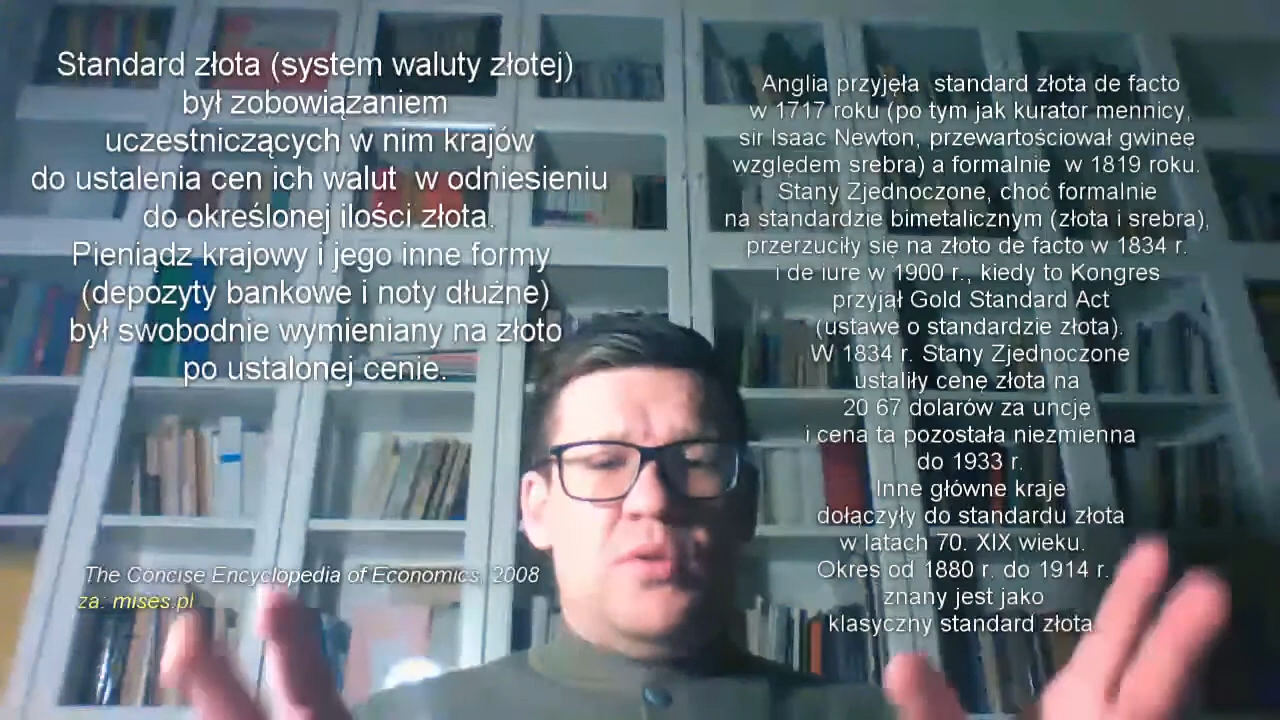 Standard złota (system waluty złotej)
był zobowiązaniem
uczestniczących w nim krajów
do ustalenia cen ich walut w odniesieniu
do określonej ilości złota.
Pieniądz krajowy i jego inne formy
(depozyty bankowe i noty dłużne)
był swobodnie wymieniany na złoto
po ustalonej cenie.
The Concise Encyclopedia of Economics, 2008
za: mises.pl
Anglia przyjęła standard złota de facto
w 1717 roku (po tym jak kurator mennicy,
sir Isaac Newton, przewartościował gwineę
względem srebra) a formalnie w 1819 roku.
Stany Zjednoczone, choć formalnie
na standardzie bimetalicznym (złota i srebra),
przerzuciły się na złoto de facto w 1834 r.
i de iure w 1900 r., kiedy to Kongres
przyjął Gold Standard Act
(ustawę o standardzie złota).
W 1834 r. Stany Zjednoczone
ustaliły cenę złota na
20 67 dolarów za uncję
i cena ta pozostała niezmienna
do 1933 r.
Inne główne kraje
dołączyły do standardu złota
w latach 70. XIX wieku.
Okres od 1880 r. do 1914 r.
znany jest jako
klasyczny standard złota